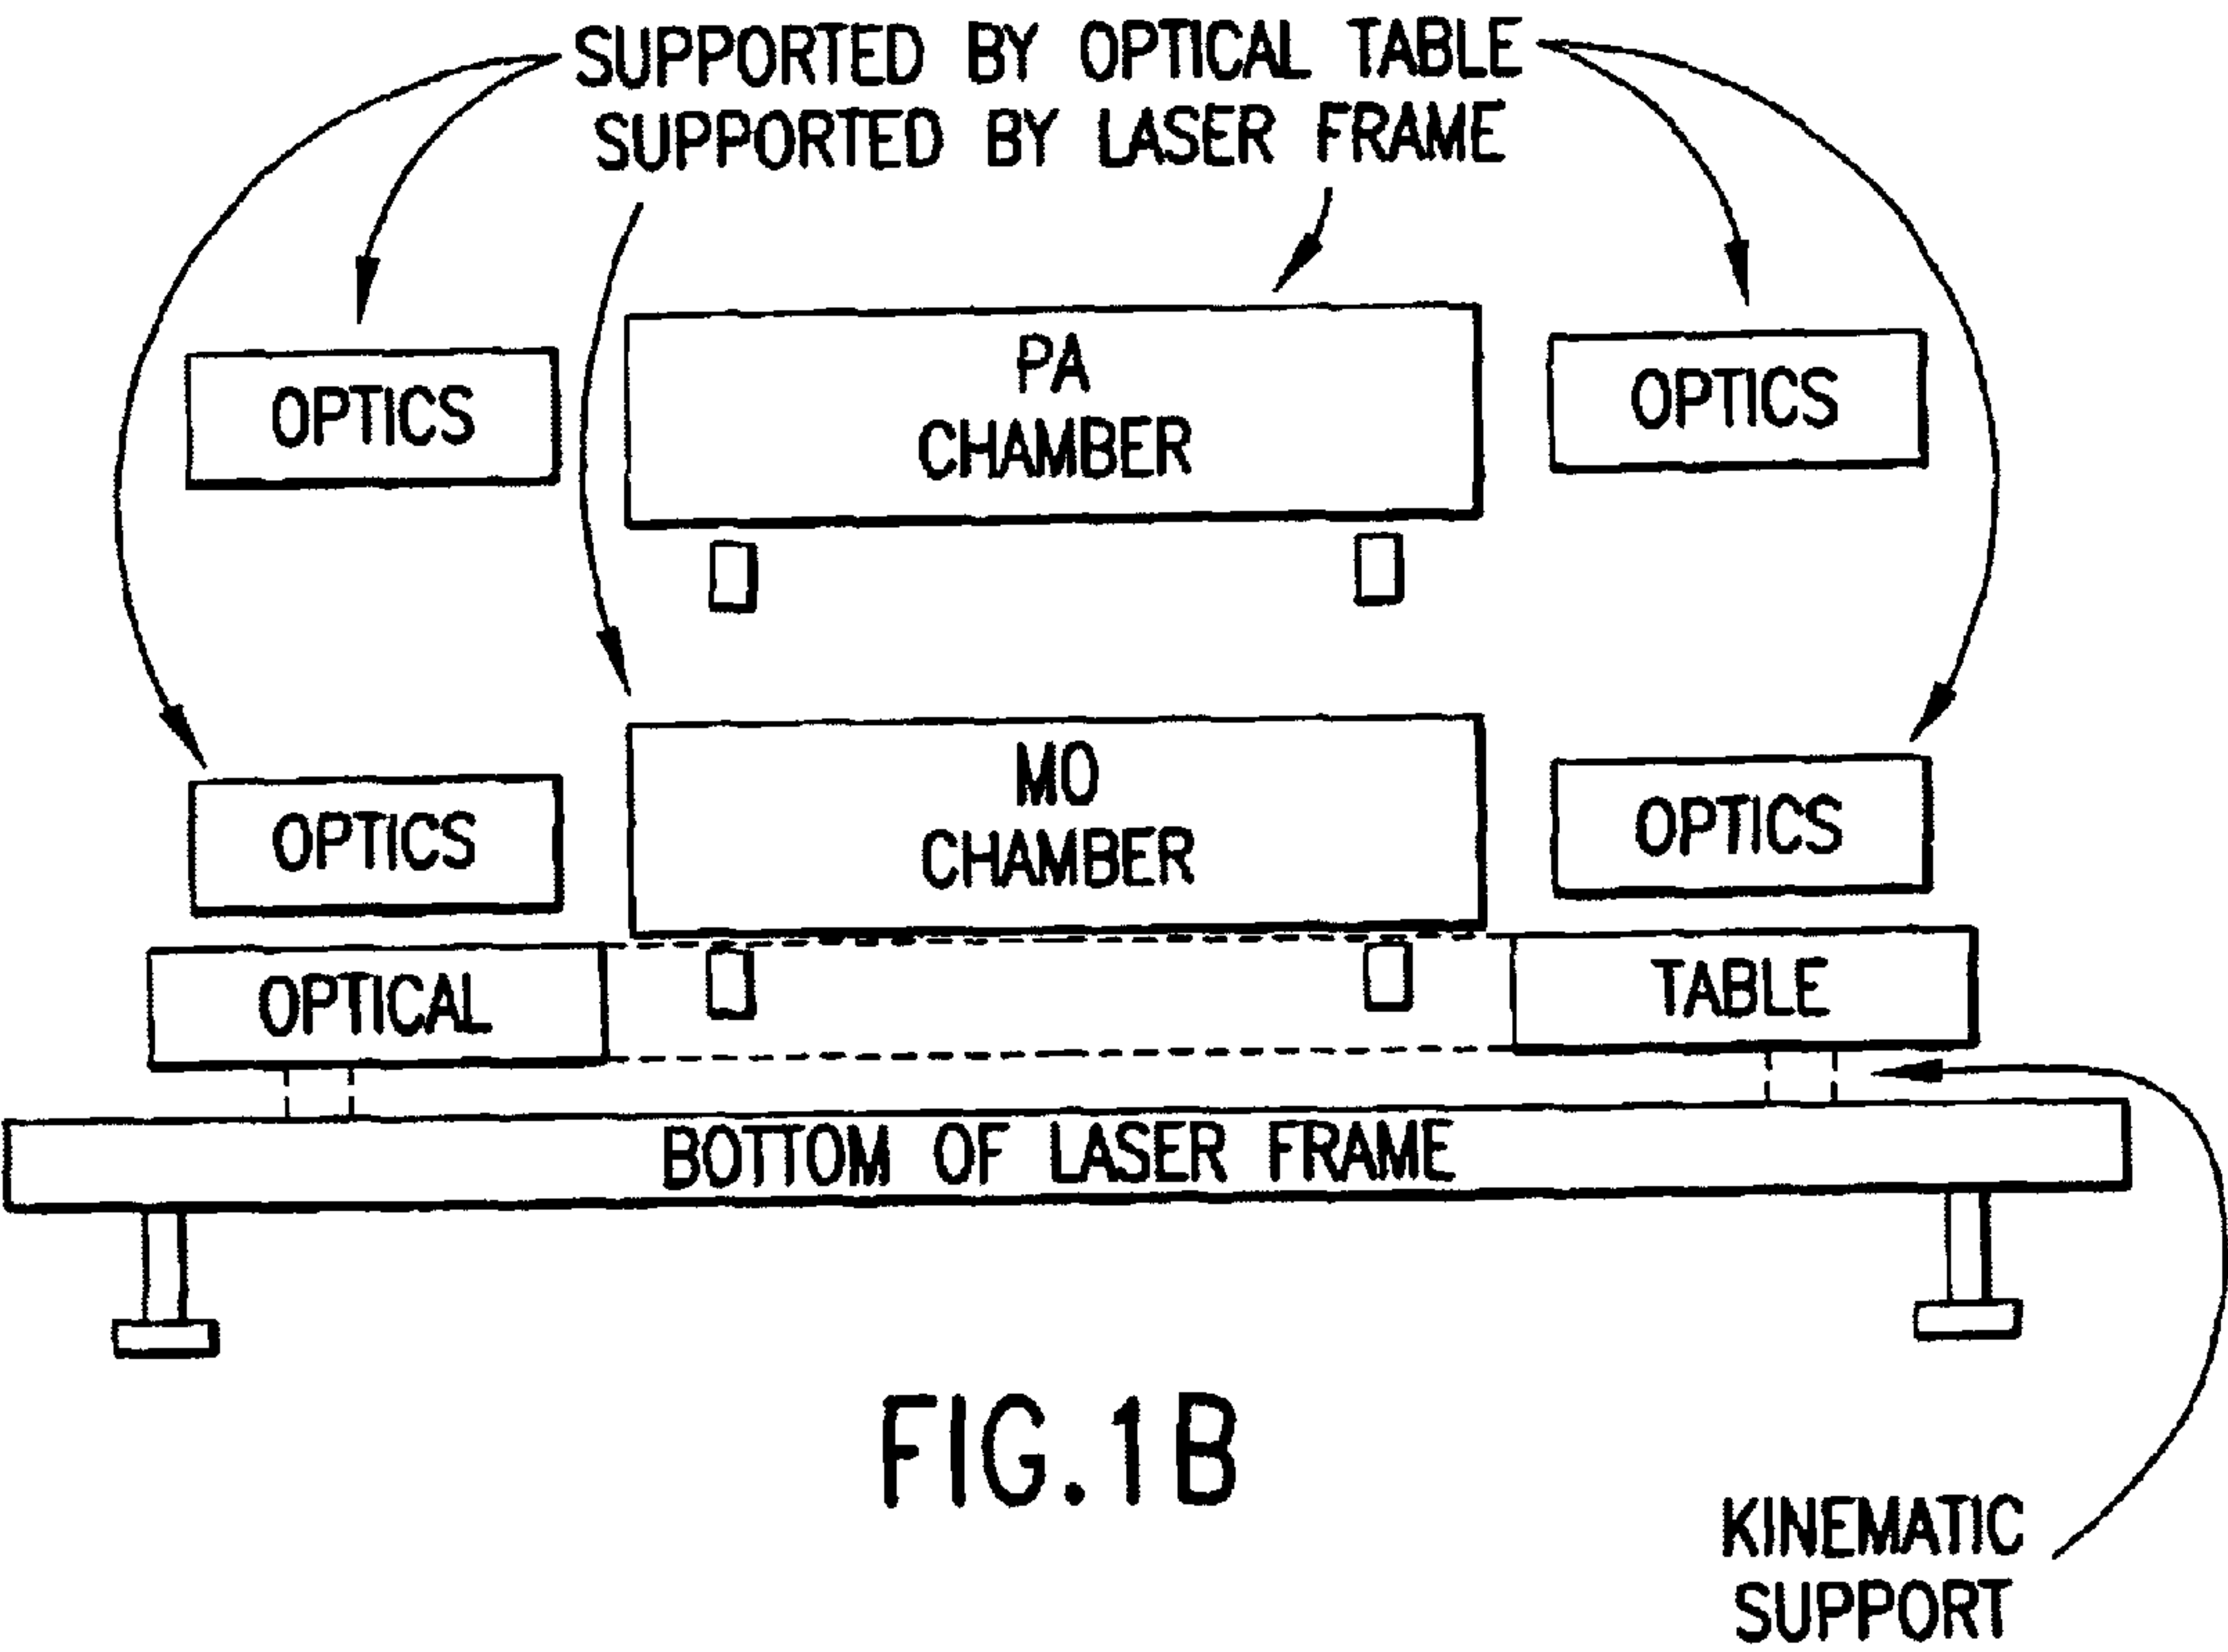 SUPPORTED BY OPTICAL TABLE
SUPPORTED BY LASER FRAME
PA
CHAMBER
OPTICS
OPTICS
MO
CHAMBER
OPTICS
OPTICS
OPTICAL
TABLE
BOTTOM OF LASER FRAME
FIG.1B
KINEMATIC
SUPPORT